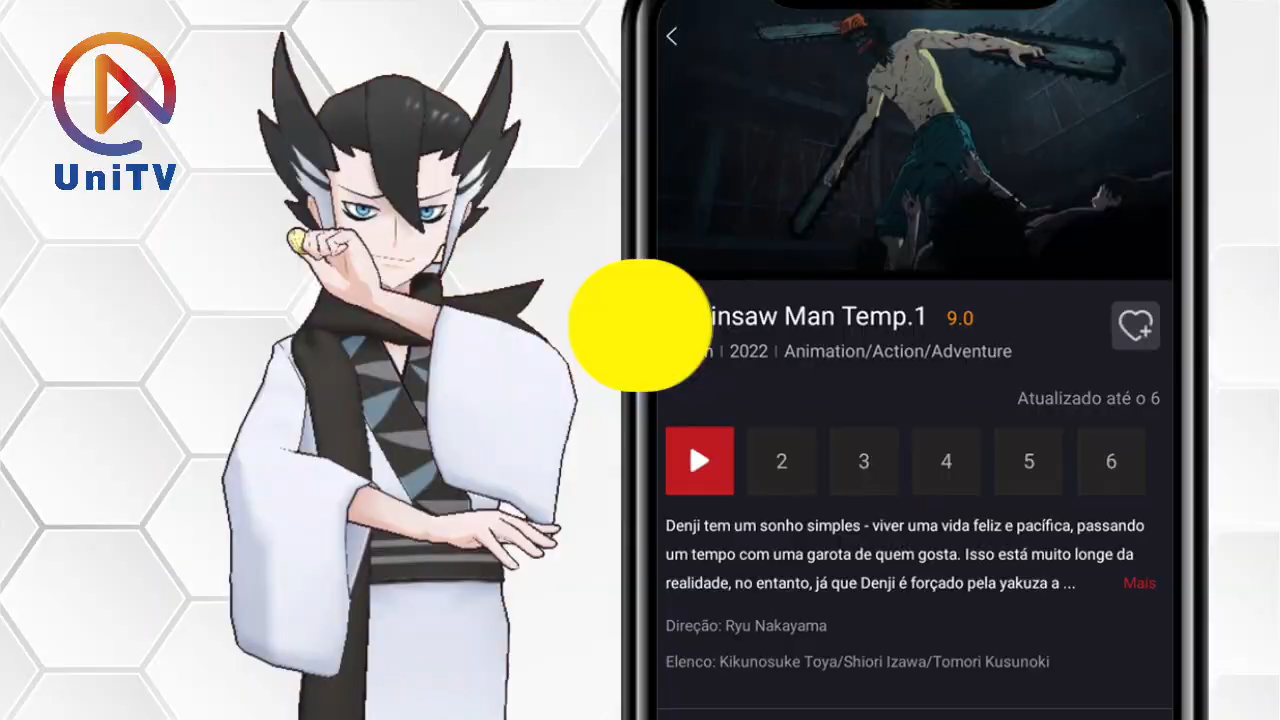 UniTV
insaw Man Temp.1 9.0
2022 Animation/Action/Adventure
Atualizado até o 6
2 3 4 5 6
Denji tem um sonho simples - viver uma vida feliz e pacífica, passando
um tempo com uma garota de quem gosta. Isso está muito longe da
realidade, no entanto, já que Denji é forçado pela yakuza a ... Mais
Direção: Ryu Nakayama
Elenco: Kikunosuke Toya/Shiori Izawa/Tomori Kusunoki